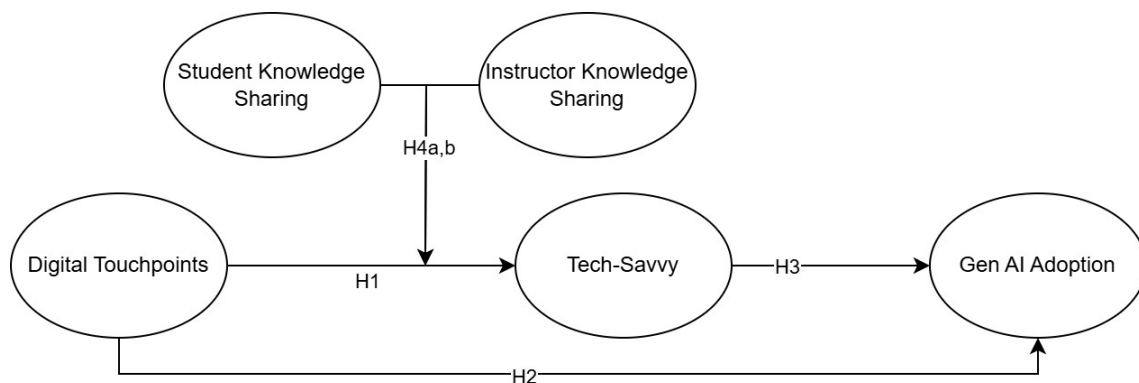 Student Knowledge
Sharing
Instructor Knowledge
Sharing
H4a,b
Digital Touchpoints
H1
Tech-Savvy
H3
Gen AI Adoption
H2